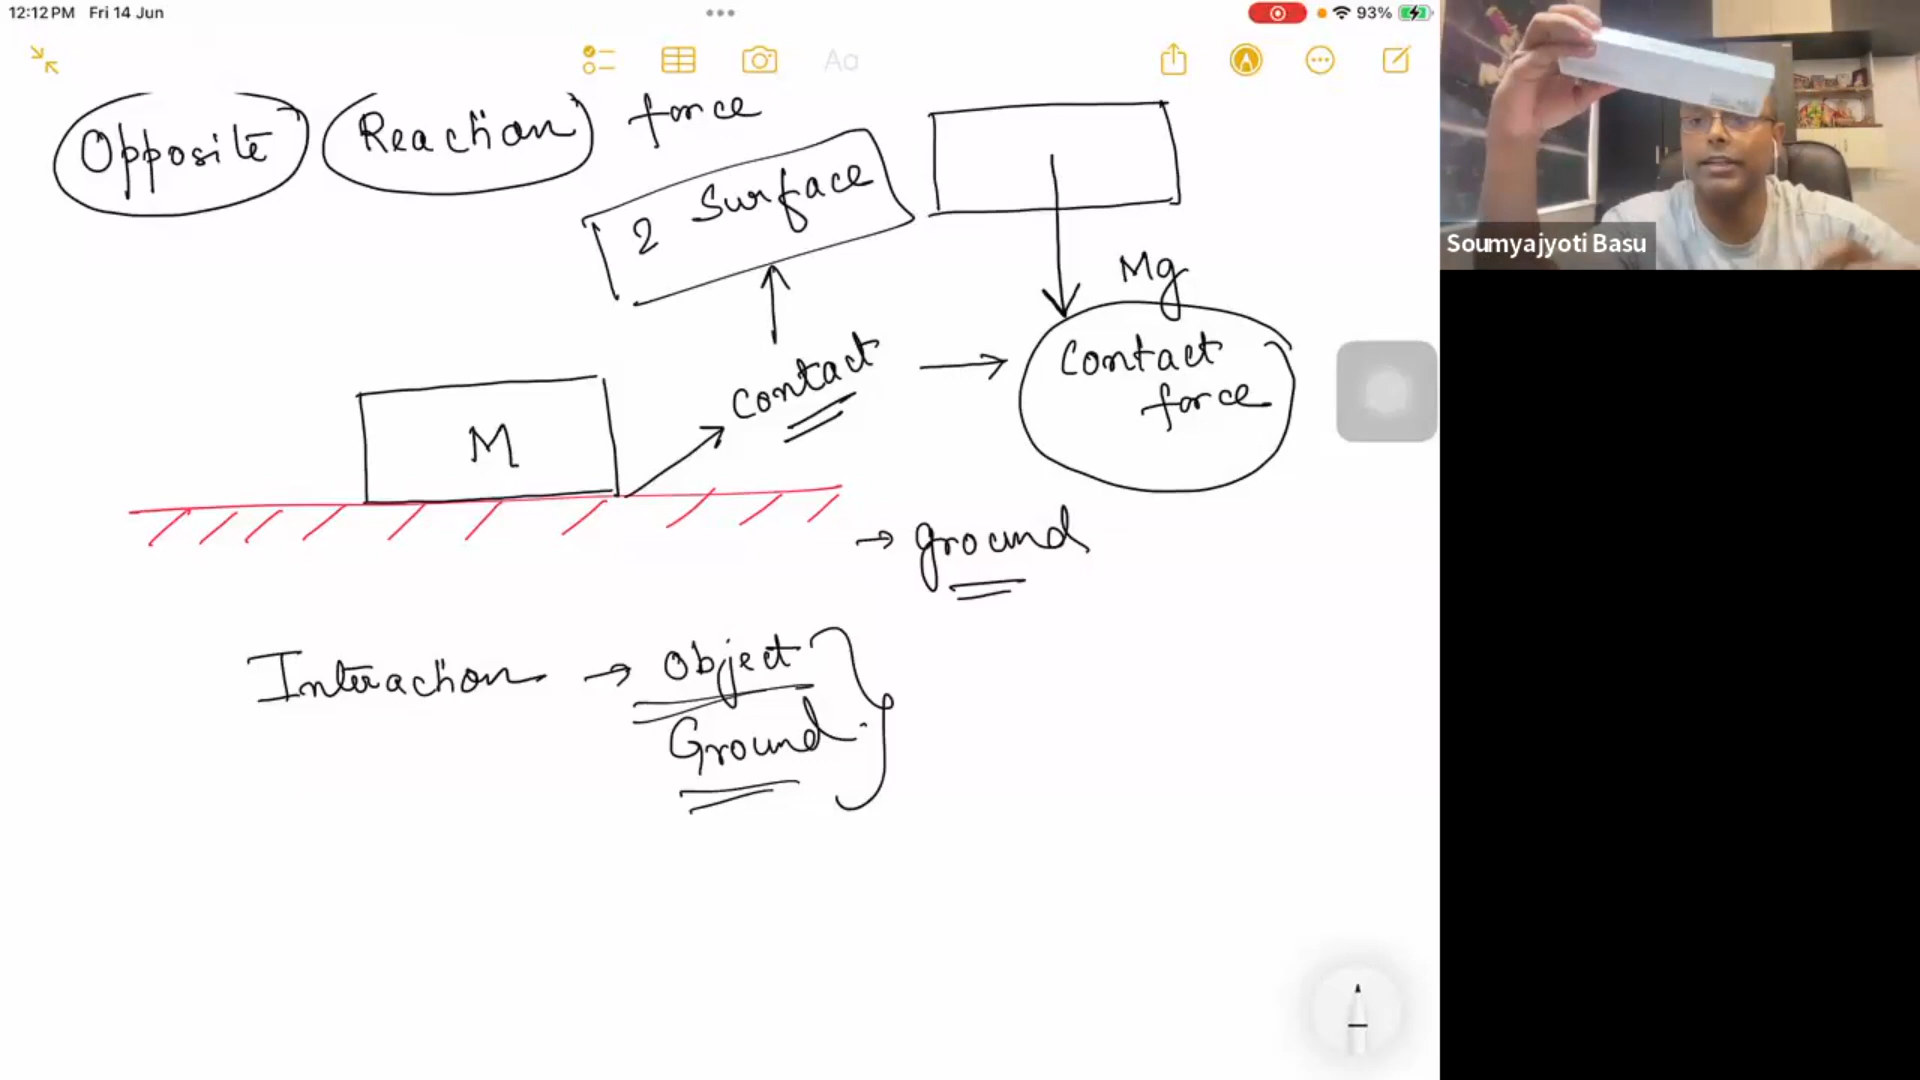 12:12 PM Fri 14 Jun
93%
Aa
Opposite Reaction force
2 Surface
Mg
Contact
force
contact
M
ground
Interaction → Object
Ground
Soumyajyoti Basu